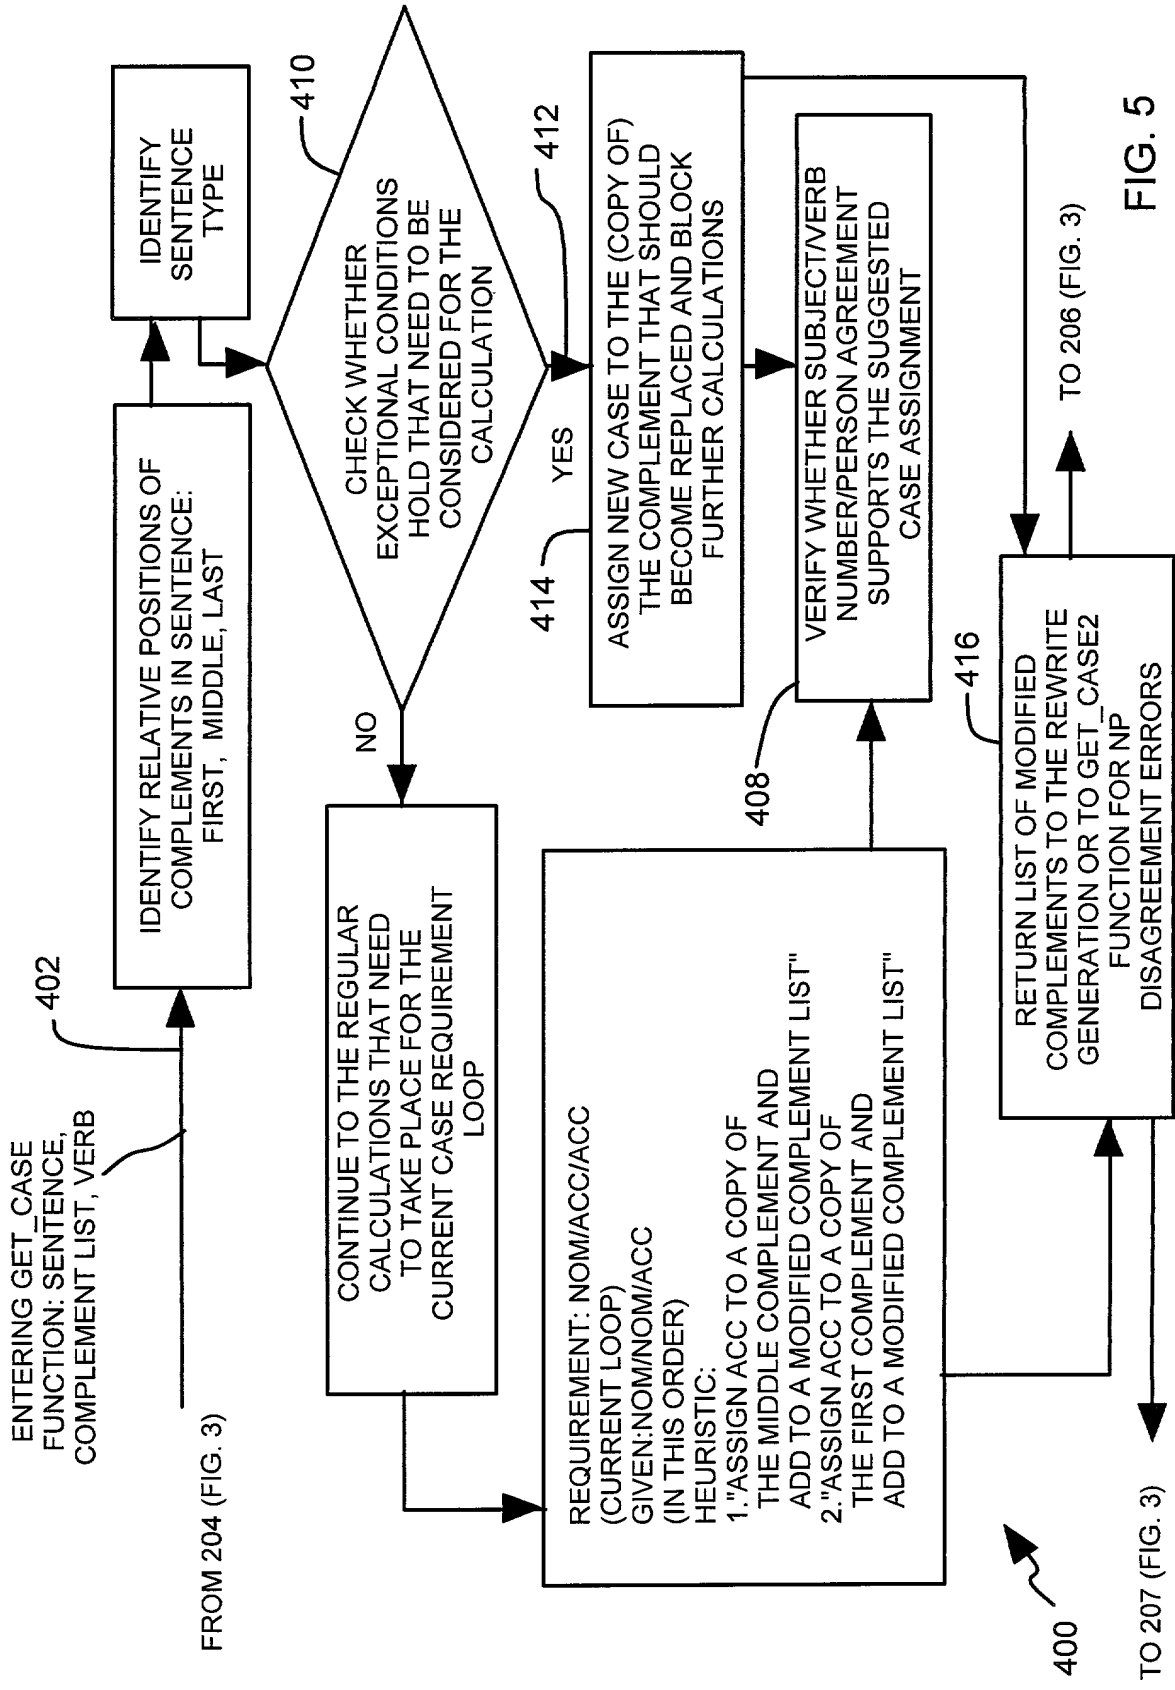 ENTERING GET_CASE
FUNCTION: SENTENCE,
COMPLEMENT LIST, VERB
402
FROM 204 (FIG. 3)
IDENTIFY RELATIVE POSITIONS OF
COMPLEMENTS IN SENTENCE:
FIRST, MIDDLE, LAST
IDENTIFY
SENTENCE
TYPE
410
CHECK WHETHER
EXCEPTIONAL CONDITIONS
HOLD THAT NEED TO BE
CONSIDERED FOR THE
CALCULATION
NO
YES
412
CONTINUE TO THE REGULAR
CALCULATIONS THAT NEED
TO TAKE PLACE FOR THE
CURRENT CASE REQUIREMENT
LOOP
414
ASSIGN NEW CASE TO THE (COPY OF)
THE COMPLEMENT THAT SHOULD
BECOME REPLACED AND BLOCK
FURTHER CALCULATIONS
REQUIREMENT: NOM/ACC/ACC
(CURRENT LOOP)
GIVEN:NOM/NOM/ACC
(IN THIS ORDER)
HEURISTIC:
1."ASSIGN ACC TO A COPY OF
THE MIDDLE COMPLEMENT AND
ADD TO A MODIFIED COMPLEMENT LIST"
2."ASSIGN ACC TO A COPY OF
THE FIRST COMPLEMENT AND
ADD TO A MODIFIED COMPLEMENT LIST"
408
VERIFY WHETHER SUBJECT/VERB
NUMBER/PERSON AGREEMENT
SUPPORTS THE SUGGESTED
CASE ASSIGNMENT
416
RETURN LIST OF MODIFIED
COMPLEMENTS TO THE REWRITE
GENERATION OR TO GET_CASE2
FUNCTION FOR NP
DISAGREEMENT ERRORS
TO 206 (FIG. 3)
400
TO 207 (FIG. 3)
FIG. 5